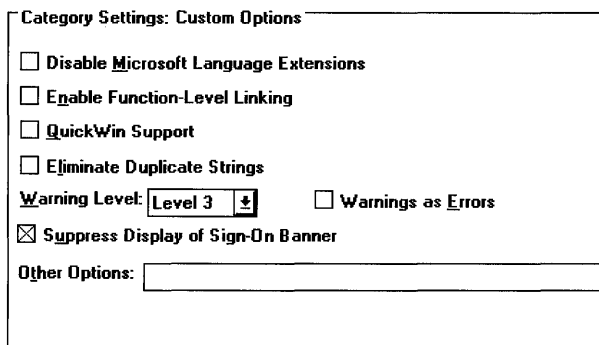 Category Settings: Custom Options
Disable Microsoft Language Extensions
Enable Function-Level Linking
QuickWin Support
Eliminate Duplicate Strings
Warning Level: Level 3 Warnings as Errors
Suppress Display of Sign-On Banner
Other Options: